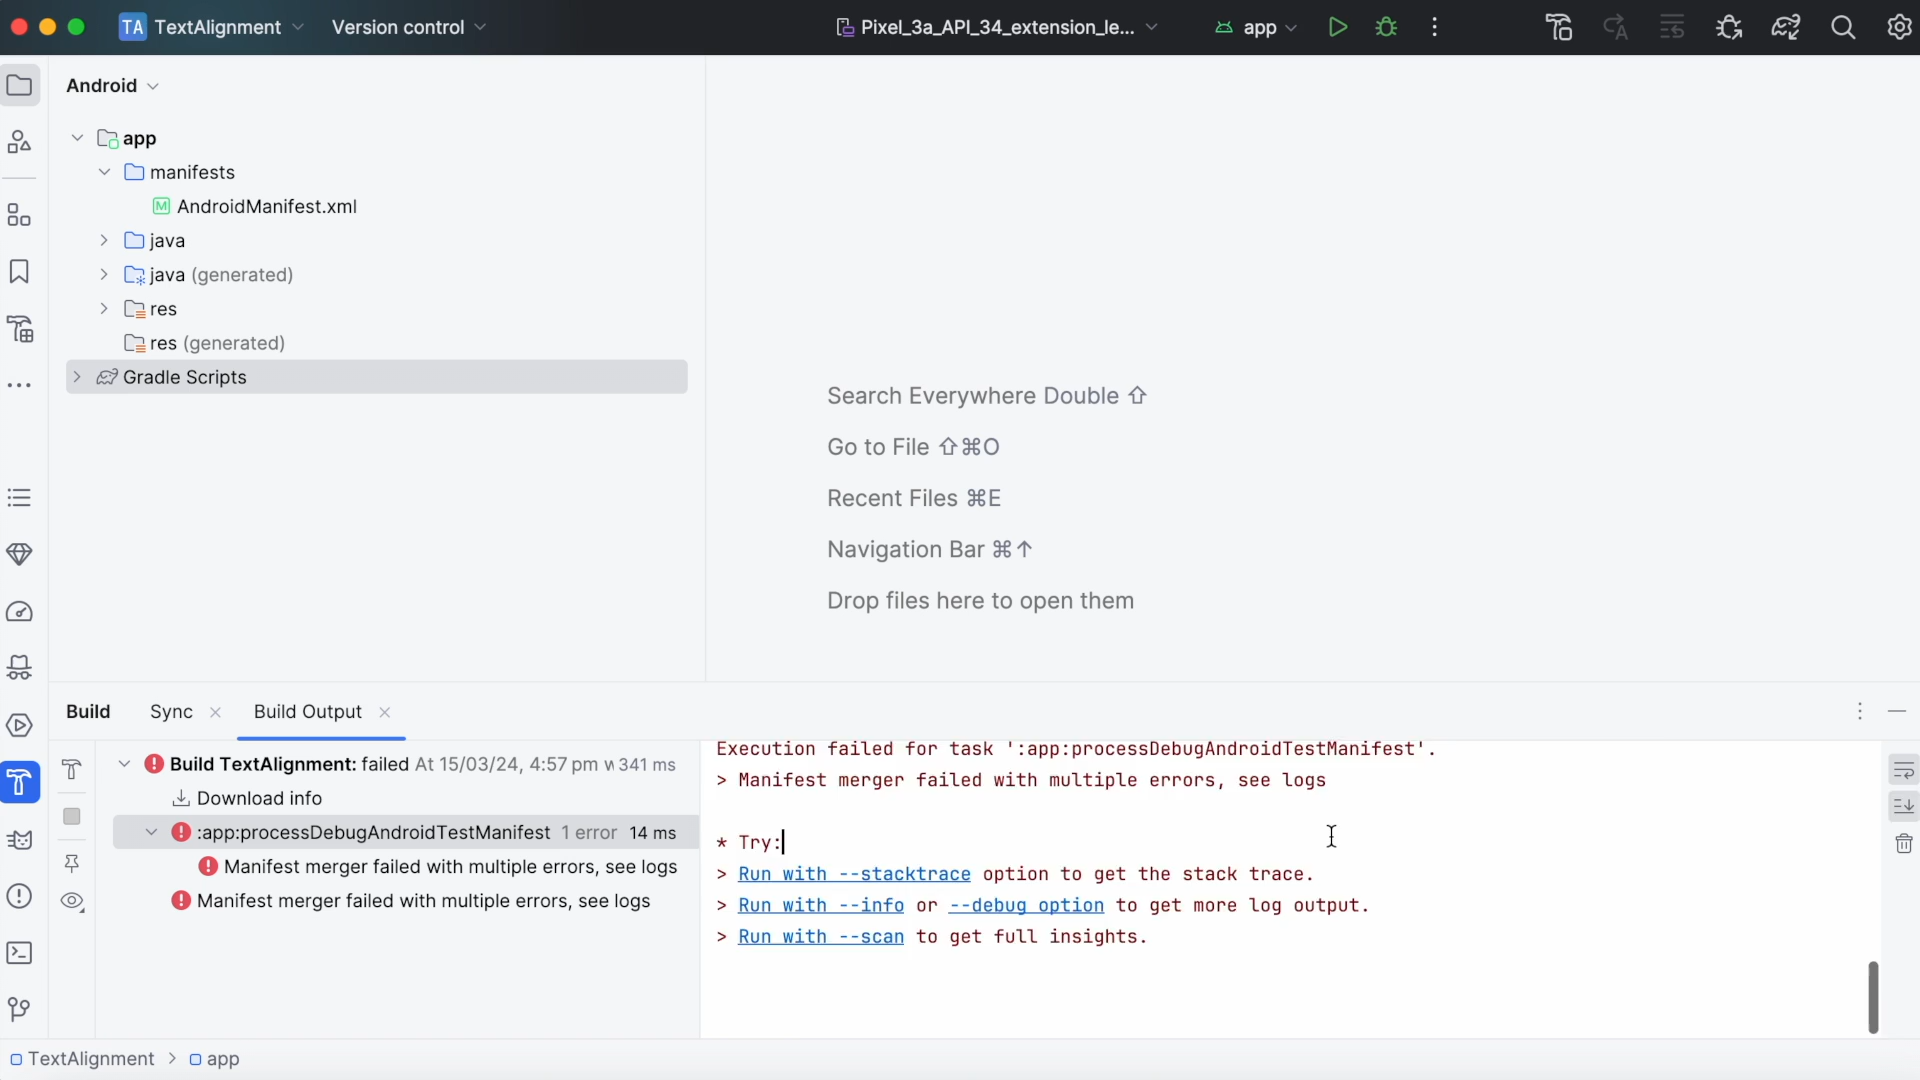 TA TextAlignment Version control Pixel_3a_API_34_extension_le... app
Android
app
manifests
AndroidManifest.xml
java
java (generated)
res
res (generated)
Gradle Scripts
Search Everywhere Double ⇧
Go to File ⇧⌘O
Recent Files ⌘E
Navigation Bar ⌘↑
Drop files here to open them
Build Sync Build Output
Build TextAlignment: failed At 15/03/24, 4:57 pm w 341 ms
Download info
:app:processDebugAndroidTestManifest 1 error 14 ms
Manifest merger failed with multiple errors, see logs
Manifest merger failed with multiple errors, see logs
Execution failed for task ':app:processDebugAndroidTestManifest'.
> Manifest merger failed with multiple errors, see logs
* Try:
> Run with --stacktrace option to get the stack trace.
> Run with --info or --debug option to get more log output.
> Run with --scan to get full insights.
TextAlignment > app